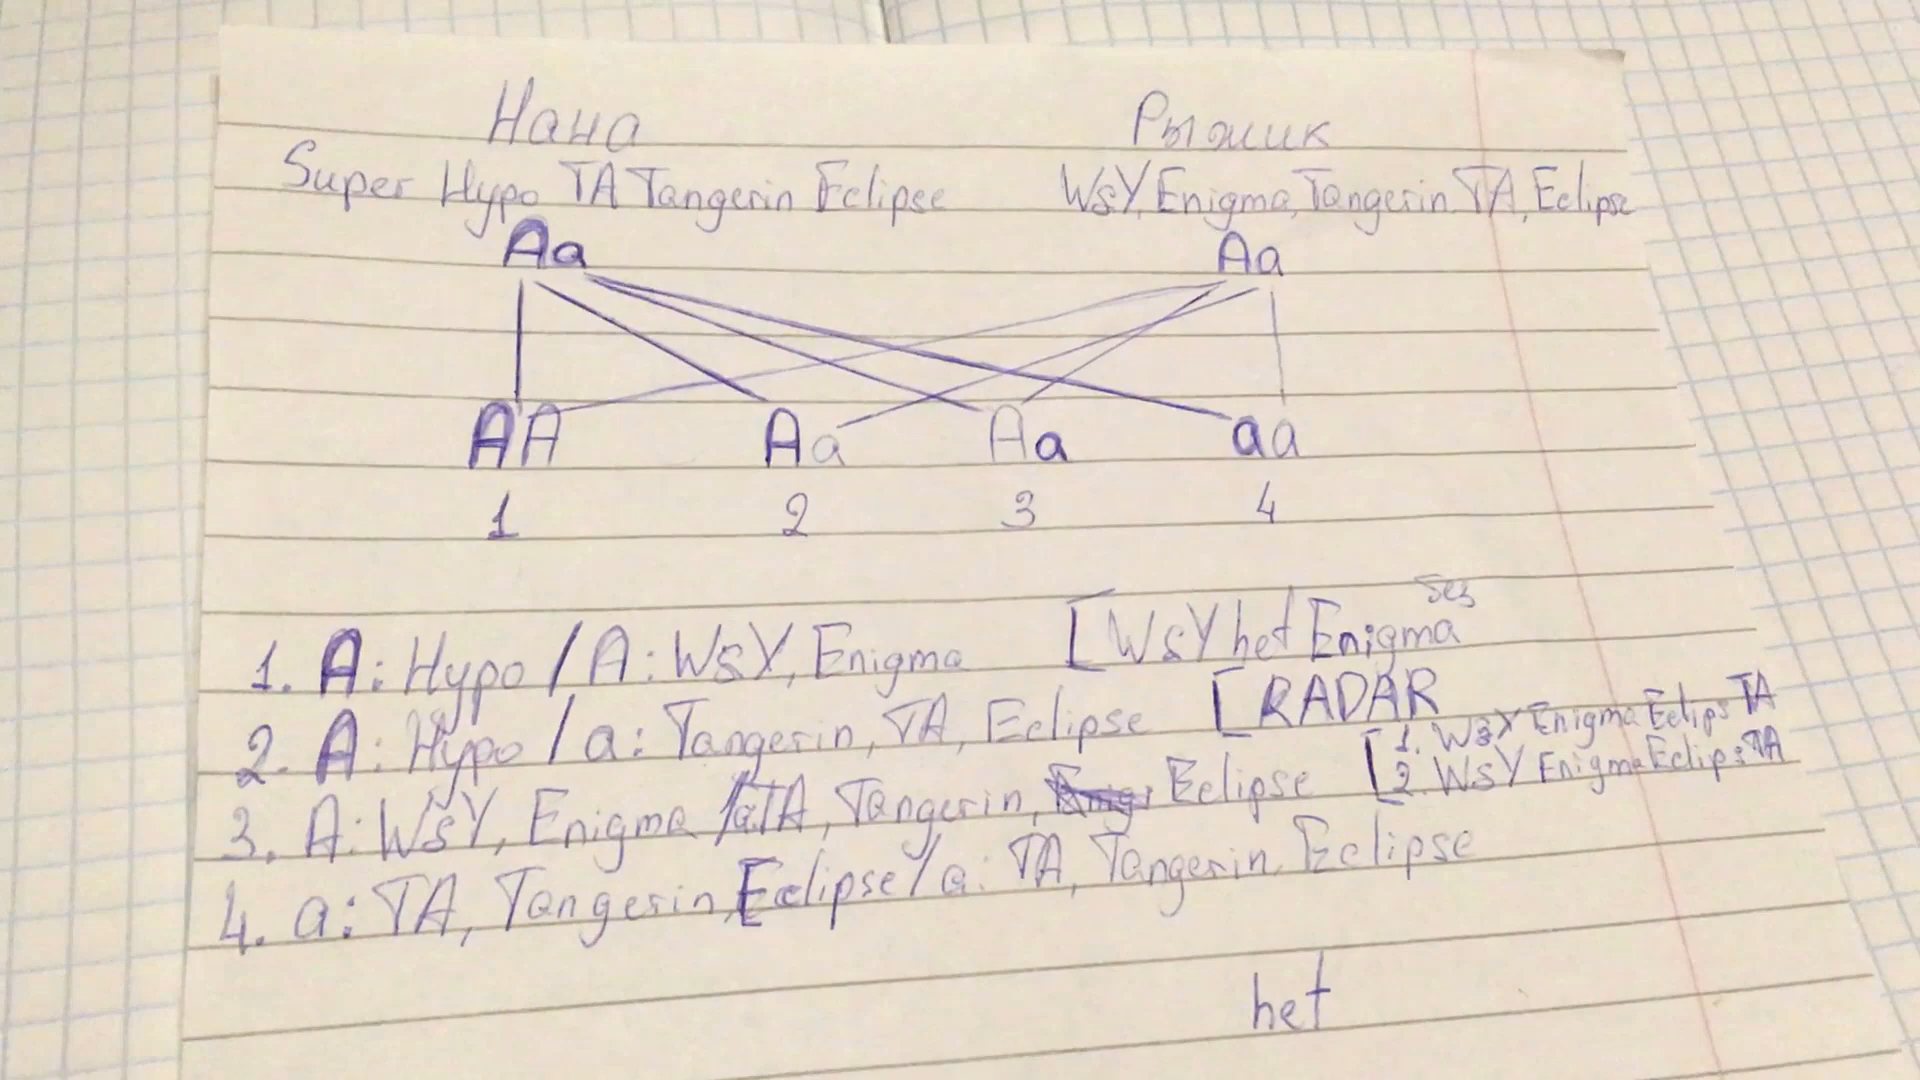 Нана Рыжик
Super Hypo TA Tangerin Eclipse WsY, Enigma, Tangerin TA, Eclipse
Aa Aa
AA Aa Aa aa
1 2 3 4
без
1. A: Hypo / A: WsY, Enigma [WsY het Enigma
2. A: Hypo / a: Tangerin, TA, Eclipse [RADAR
3. A: WsY, Enigma /a:TA, Tangerin, Eclipse [1. WsY Enigma Eclips TA
2. WsY Enigma Eclips TA
4. a: TA, Tangerin, Eclipse / a: TA, Tangerin, Eclipse
het